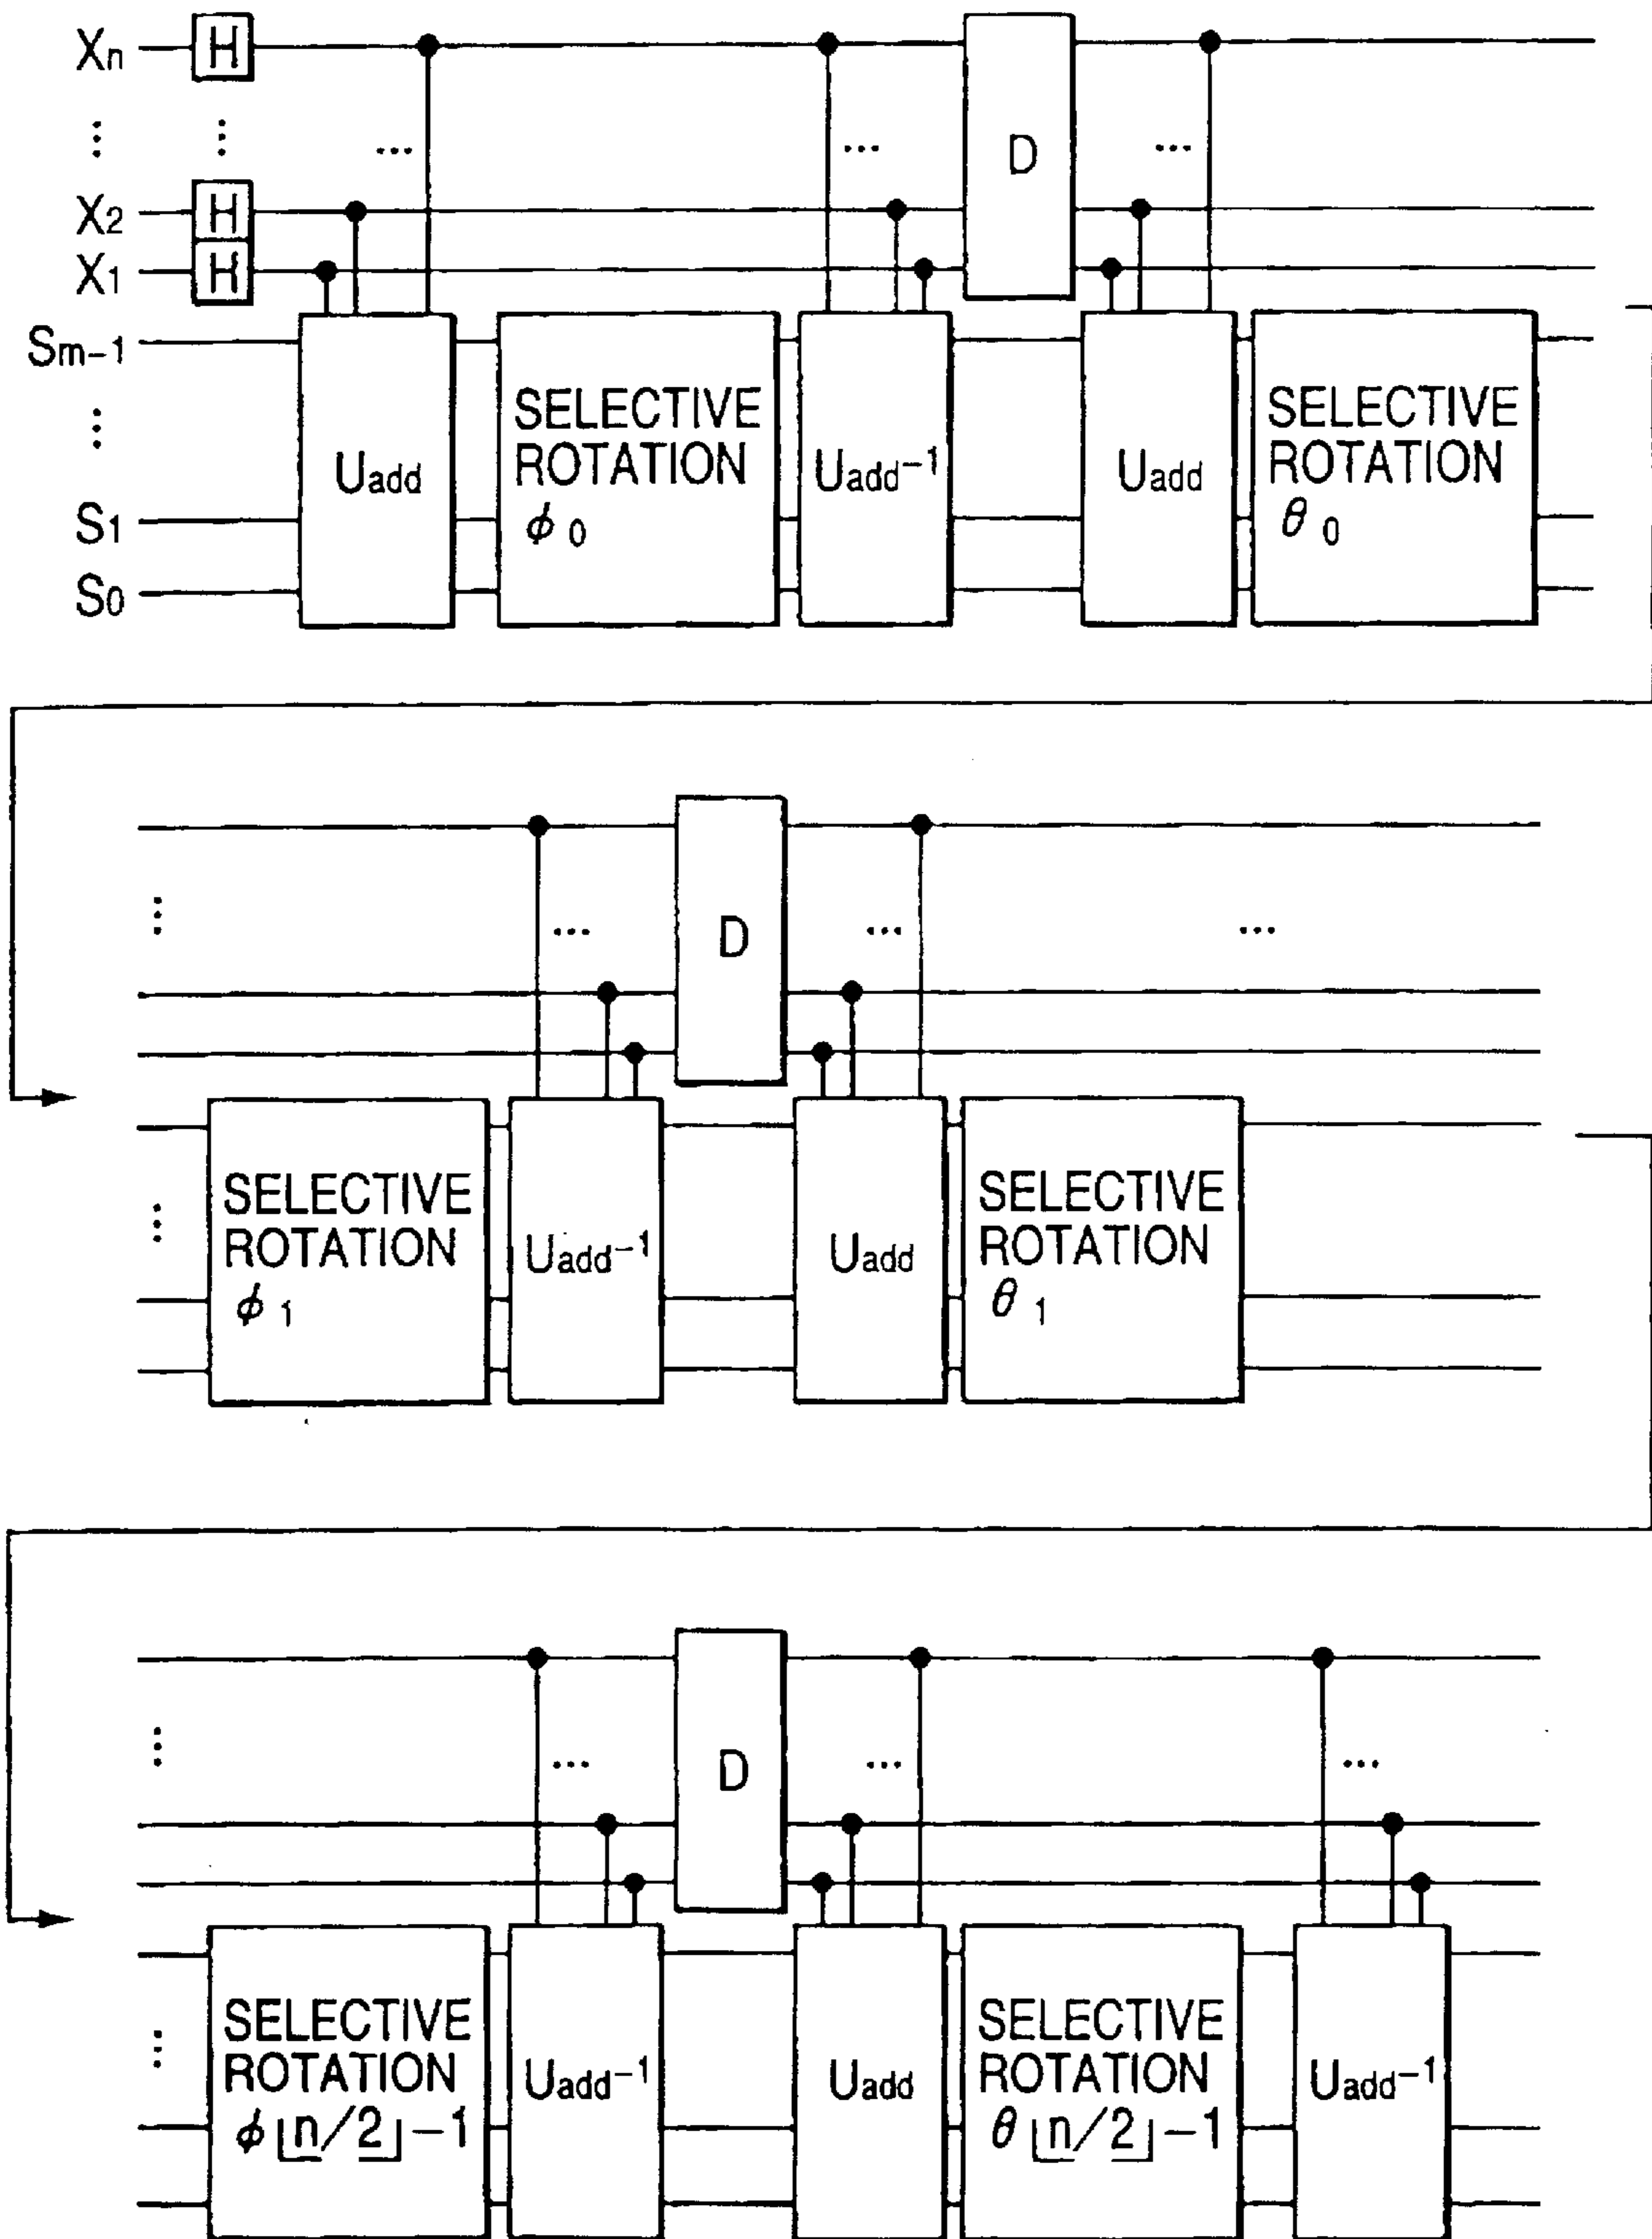 Xn H
⋮ ⋮ ... ... D ...
X2 H
X1 H
Sm-1
⋮
S1
S0
Uadd
SELECTIVE
ROTATION
ϕ 0
Uadd-1
Uadd
SELECTIVE
ROTATION
θ 0
⋮ ... D ... ...
⋮
SELECTIVE
ROTATION
ϕ 1
Uadd-1
Uadd
SELECTIVE
ROTATION
θ 1
⋮ ... D ... ...
⋮
SELECTIVE
ROTATION
ϕ ⌊n/2⌋-1
Uadd-1
Uadd
SELECTIVE
ROTATION
θ ⌊n/2⌋-1
Uadd-1